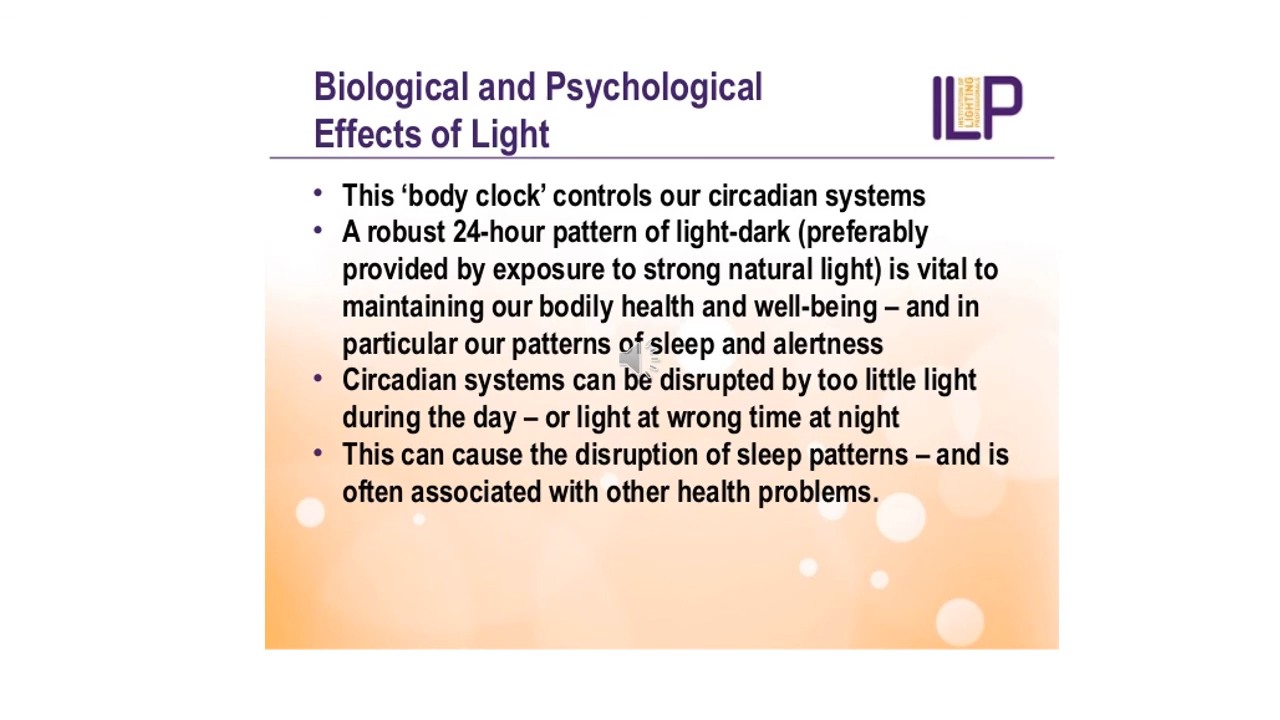 Biological and Psychological
Effects of Light
ILP
INSTITUTION OF
LIGHTING
PROFESSIONALS
• This ‘body clock’ controls our circadian systems
• A robust 24-hour pattern of light-dark (preferably
provided by exposure to strong natural light) is vital to
maintaining our bodily health and well-being – and in
particular our patterns of sleep and alertness
• Circadian systems can be disrupted by too little light
during the day – or light at wrong time at night
• This can cause the disruption of sleep patterns – and is
often associated with other health problems.